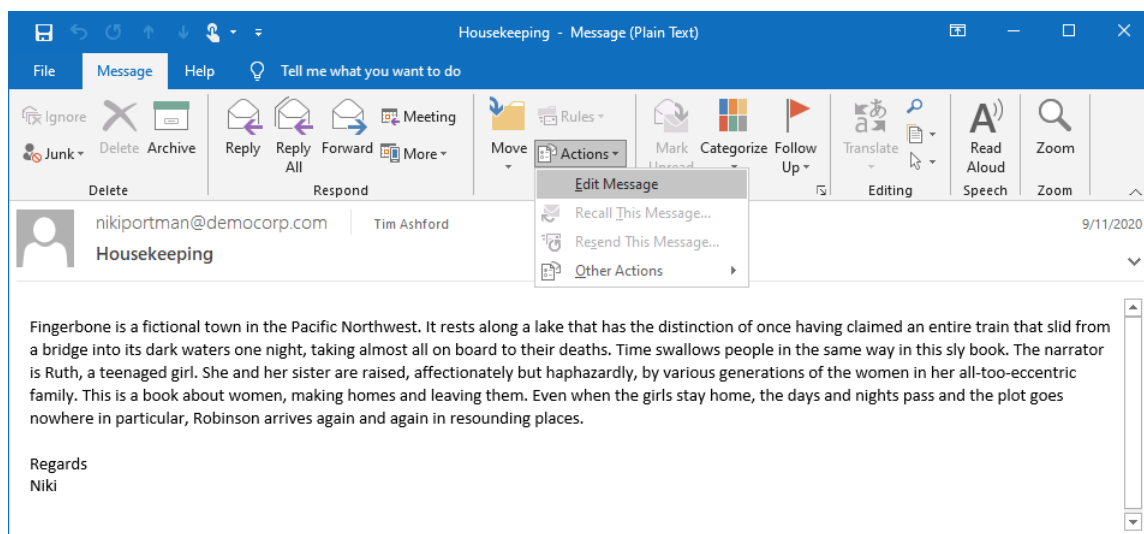 Housekeeping - Message (Plain Text)
File Message Help Tell me what you want to do
Ignore
Junk
Delete Archive
Reply Reply All Forward
Meeting
More
Move
Rules
Actions
Mark Unread Categorize Follow Up
Translate
Read Aloud
Zoom
Delete Respond Editing Speech Zoom
Edit Message
Recall This Message...
Resend This Message...
Other Actions
nikiportman@democorp.com Tim Ashford 9/11/2020
Housekeeping
Fingerbone is a fictional town in the Pacific Northwest. It rests along a lake that has the distinction of once having claimed an entire train that slid from
a bridge into its dark waters one night, taking almost all on board to their deaths. Time swallows people in the same way in this sly book. The narrator
is Ruth, a teenaged girl. She and her sister are raised, affectionately but haphazardly, by various generations of the women in her all-too-eccentric
family. This is a book about women, making homes and leaving them. Even when the girls stay home, the days and nights pass and the plot goes
nowhere in particular, Robinson arrives again and again in resounding places.
Regards
Niki